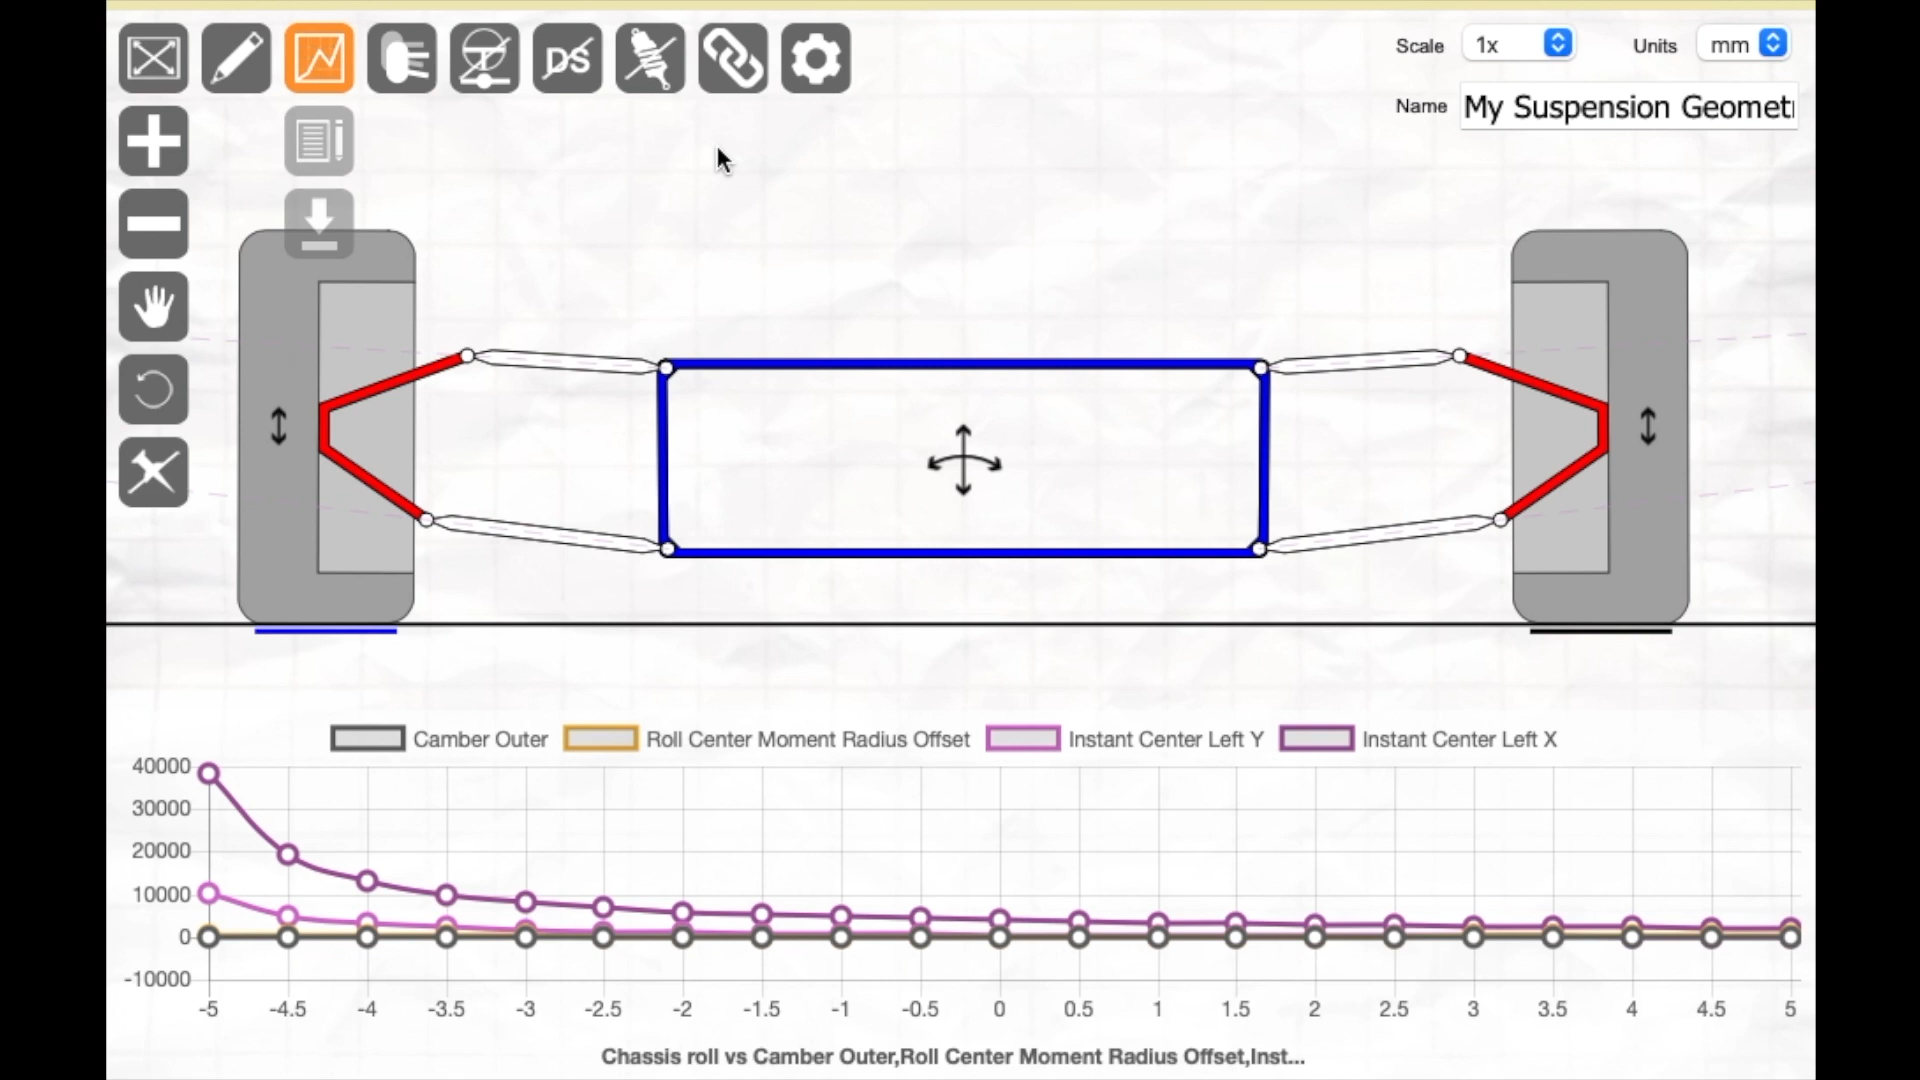 DS
Scale 1x Units mm
Name My Suspension Geomet
Camber Outer Roll Center Moment Radius Offset Instant Center Left Y Instant Center Left X
40000
30000
20000
10000
0
-10000
-5 -4.5 -4 -3.5 -3 -2.5 -2 -1.5 -1 -0.5 0 0.5 1 1.5 2 2.5 3 3.5 4 4.5 5
Chassis roll vs Camber Outer,Roll Center Moment Radius Offset,Inst...